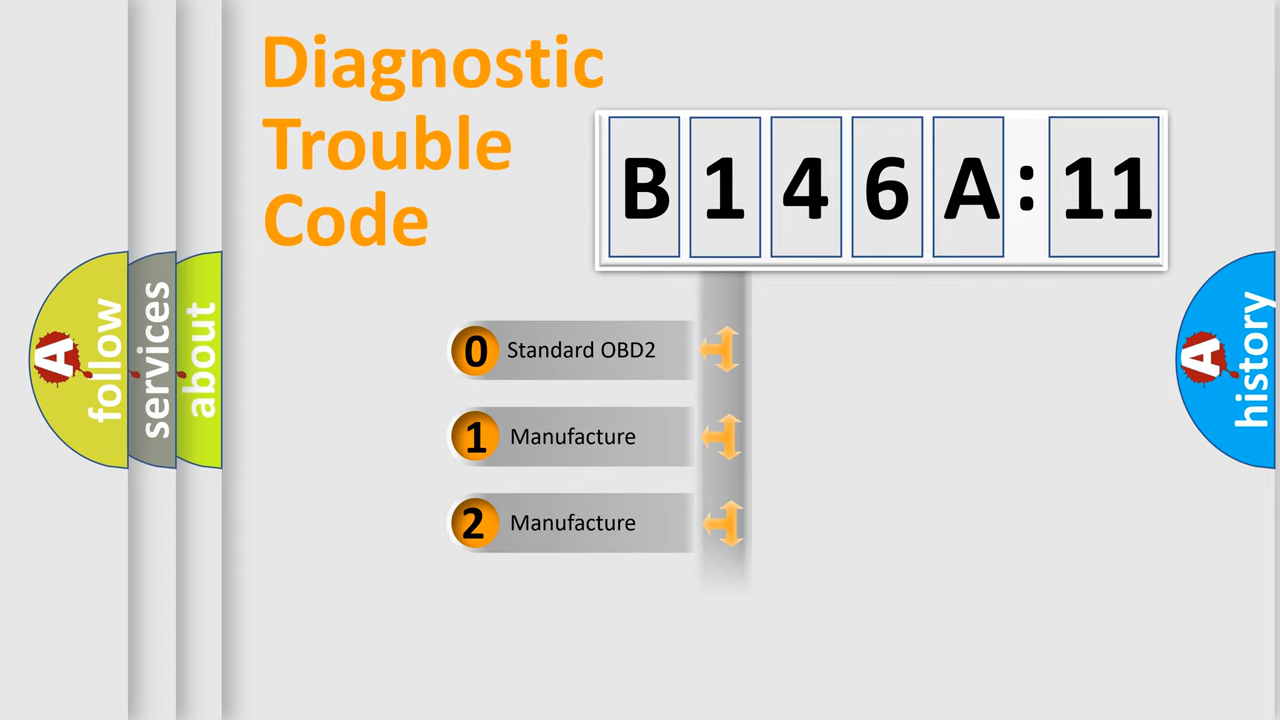 Diagnostic
Trouble
Code
B 1 4 6 A : 11
0 Standard OBD2
1 Manufacture
2 Manufacture
A follow
services
about
A history